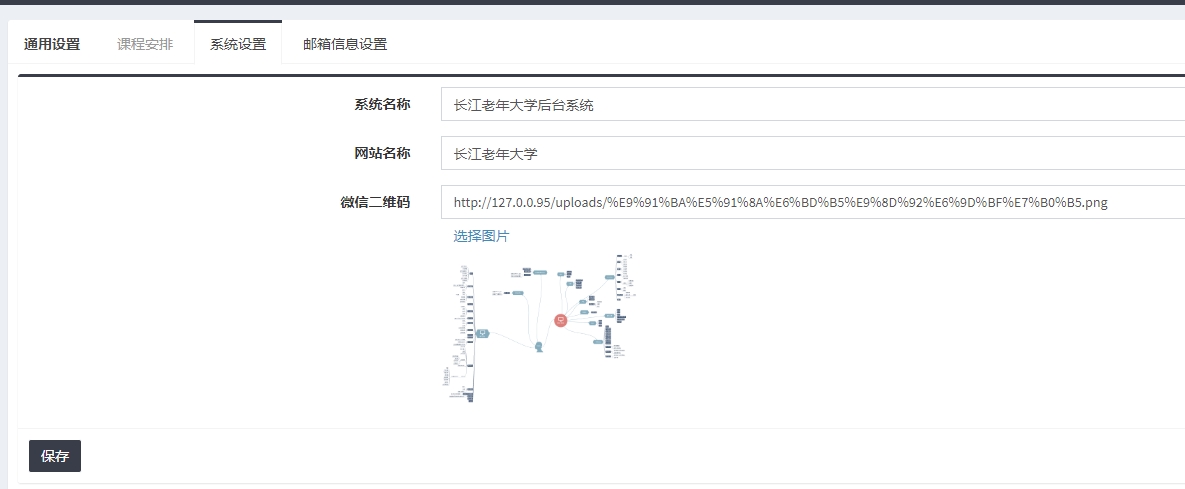 通用设置 课程安排 系统设置 邮箱信息设置
系统名称 长江老年大学后台系统
网站名称 长江老年大学
微信二维码 http://127.0.0.95/uploads/%E9%91%BA%E5%91%8A%E6%BD%B5%E9%8D%92%E6%9D%BF%E7%B0%B5.png
选择图片
保存